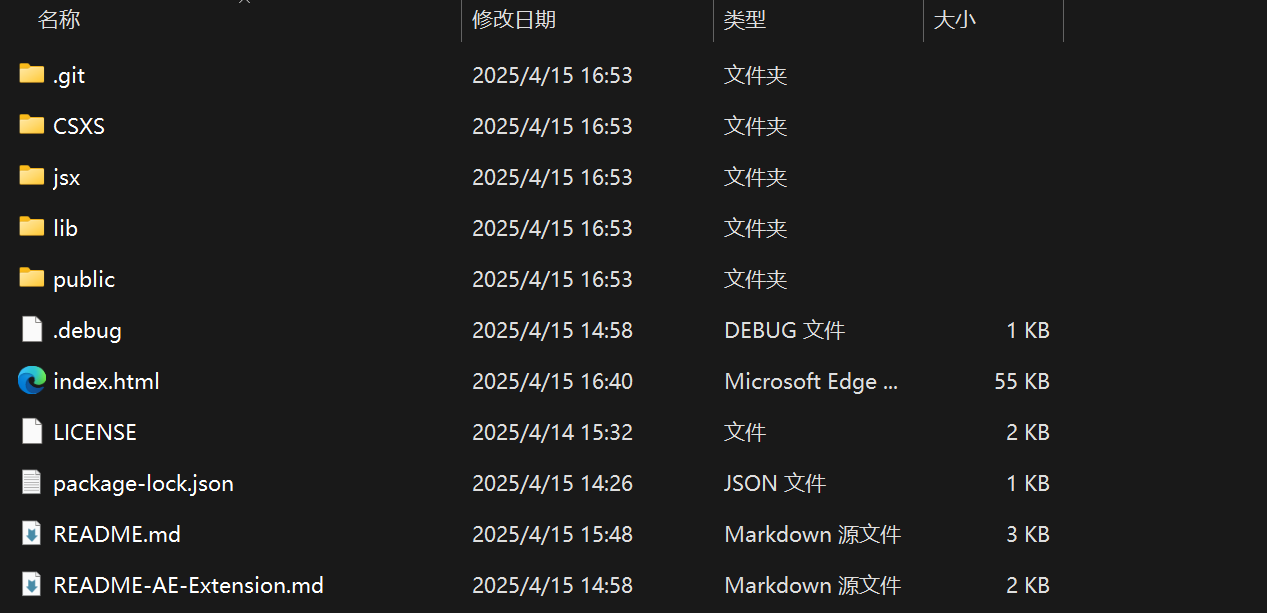 名称 修改日期 类型 大小
.git 2025/4/15 16:53 文件夹
CSXS 2025/4/15 16:53 文件夹
jsx 2025/4/15 16:53 文件夹
lib 2025/4/15 16:53 文件夹
public 2025/4/15 16:53 文件夹
.debug 2025/4/15 14:58 DEBUG 文件 1 KB
index.html 2025/4/15 16:40 Microsoft Edge ... 55 KB
LICENSE 2025/4/14 15:32 文件 2 KB
package-lock.json 2025/4/15 14:26 JSON 文件 1 KB
README.md 2025/4/15 15:48 Markdown 源文件 3 KB
README-AE-Extension.md 2025/4/15 14:58 Markdown 源文件 2 KB